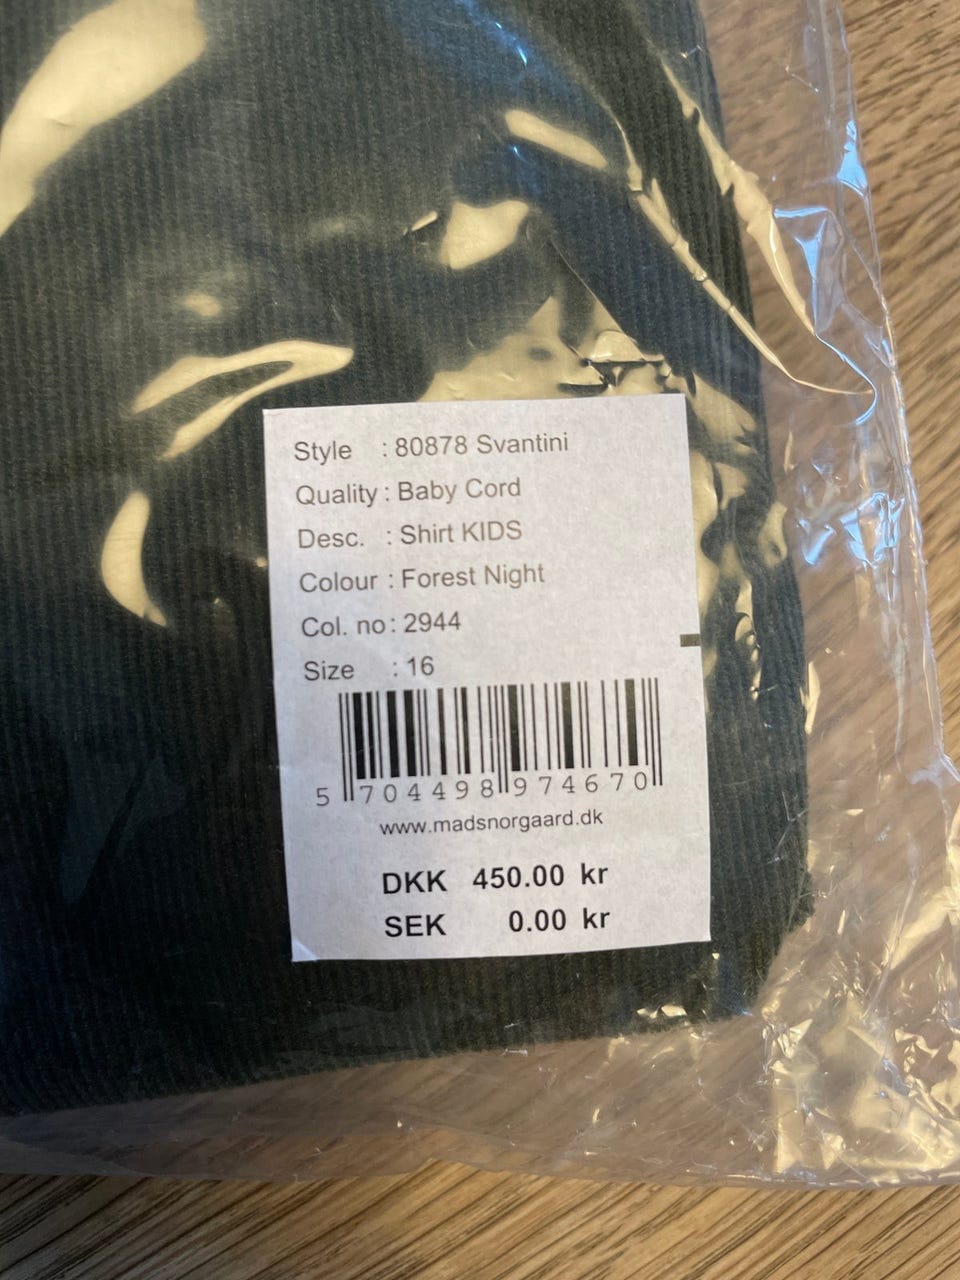 Style : 80878 Svantini
Quality : Baby Cord
Desc. : Shirt KIDS
Colour : Forest Night
Col. no : 2944
Size : 16
5 704498 974670
www.madsnorgaard.dk
DKK 450.00 kr
SEK 0.00 kr